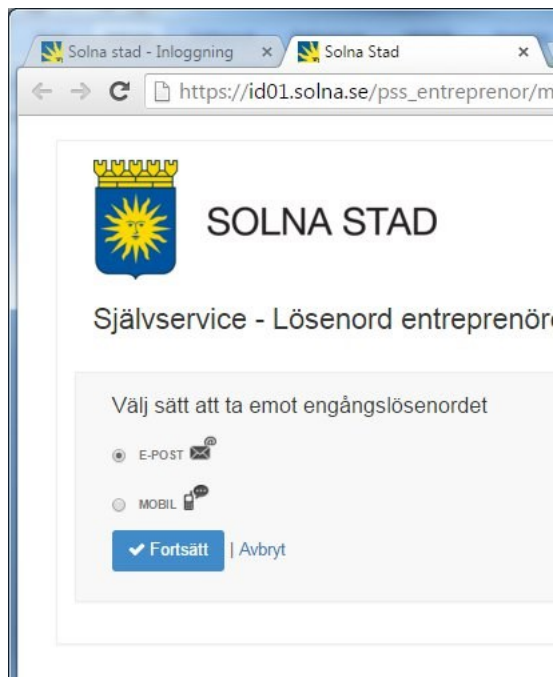 Solna stad - Inloggning
Solna Stad
https://id01.solna.se/pss_entreprenor/m
SOLNA STAD
Självservice - Lösenord entreprenör
Välj sätt att ta emot engångslösenordet
E-POST
MOBIL
Fortsätt | Avbryt